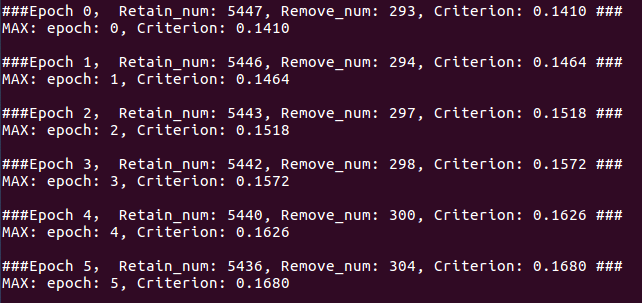 ###Epoch 0,  Retain_num: 5447, Remove_num: 293, Criterion: 0.1410 ###
MAX: epoch: 0, Criterion: 0.1410
###Epoch 1,  Retain_num: 5446, Remove_num: 294, Criterion: 0.1464 ###
MAX: epoch: 1, Criterion: 0.1464
###Epoch 2,  Retain_num: 5443, Remove_num: 297, Criterion: 0.1518 ###
MAX: epoch: 2, Criterion: 0.1518
###Epoch 3,  Retain_num: 5442, Remove_num: 298, Criterion: 0.1572 ###
MAX: epoch: 3, Criterion: 0.1572
###Epoch 4,  Retain_num: 5440, Remove_num: 300, Criterion: 0.1626 ###
MAX: epoch: 4, Criterion: 0.1626
###Epoch 5,  Retain_num: 5436, Remove_num: 304, Criterion: 0.1680 ###
MAX: epoch: 5, Criterion: 0.1680